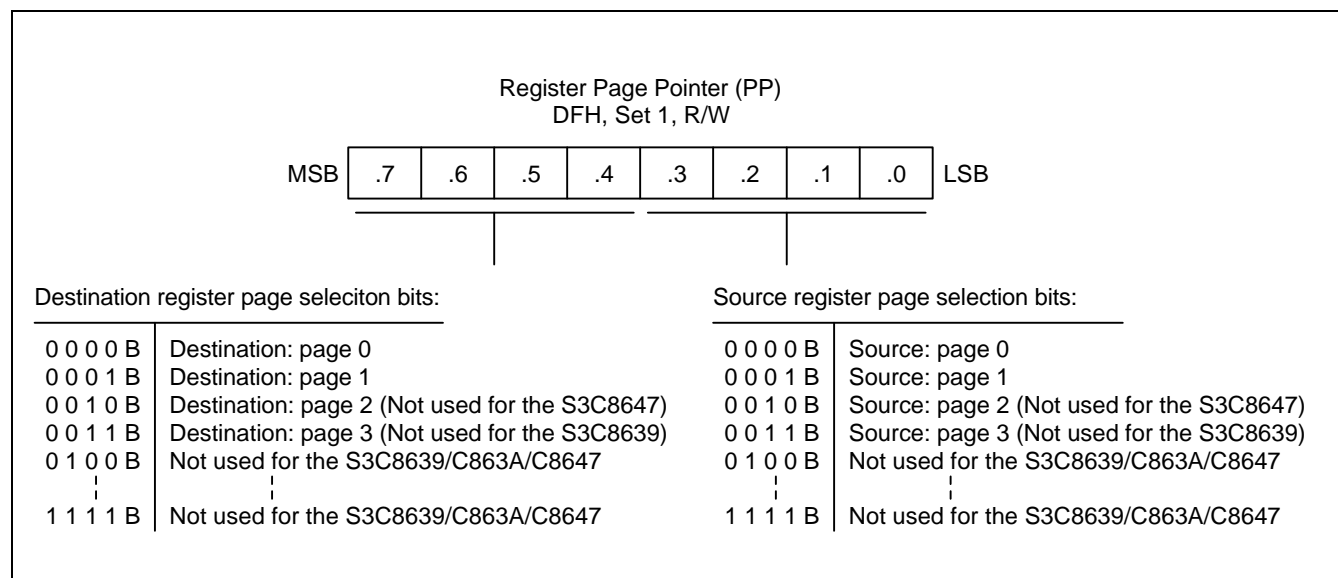 Register Page Pointer (PP)
DFH, Set 1, R/W
MSB .7 .6 .5 .4 .3 .2 .1 .0 LSB
Destination register page seleciton bits:
0 0 0 0 B Destination: page 0
0 0 0 1 B Destination: page 1
0 0 1 0 B Destination: page 2 (Not used for the S3C8647)
0 0 1 1 B Destination: page 3 (Not used for the S3C8639)
0 1 0 0 B Not used for the S3C8639/C863A/C8647
1 1 1 1 B Not used for the S3C8639/C863A/C8647
Source register page selection bits:
0 0 0 0 B Source: page 0
0 0 0 1 B Source: page 1
0 0 1 0 B Source: page 2 (Not used for the S3C8647)
0 0 1 1 B Source: page 3 (Not used for the S3C8639)
0 1 0 0 B Not used for the S3C8639/C863A/C8647
1 1 1 1 B Not used for the S3C8639/C863A/C8647